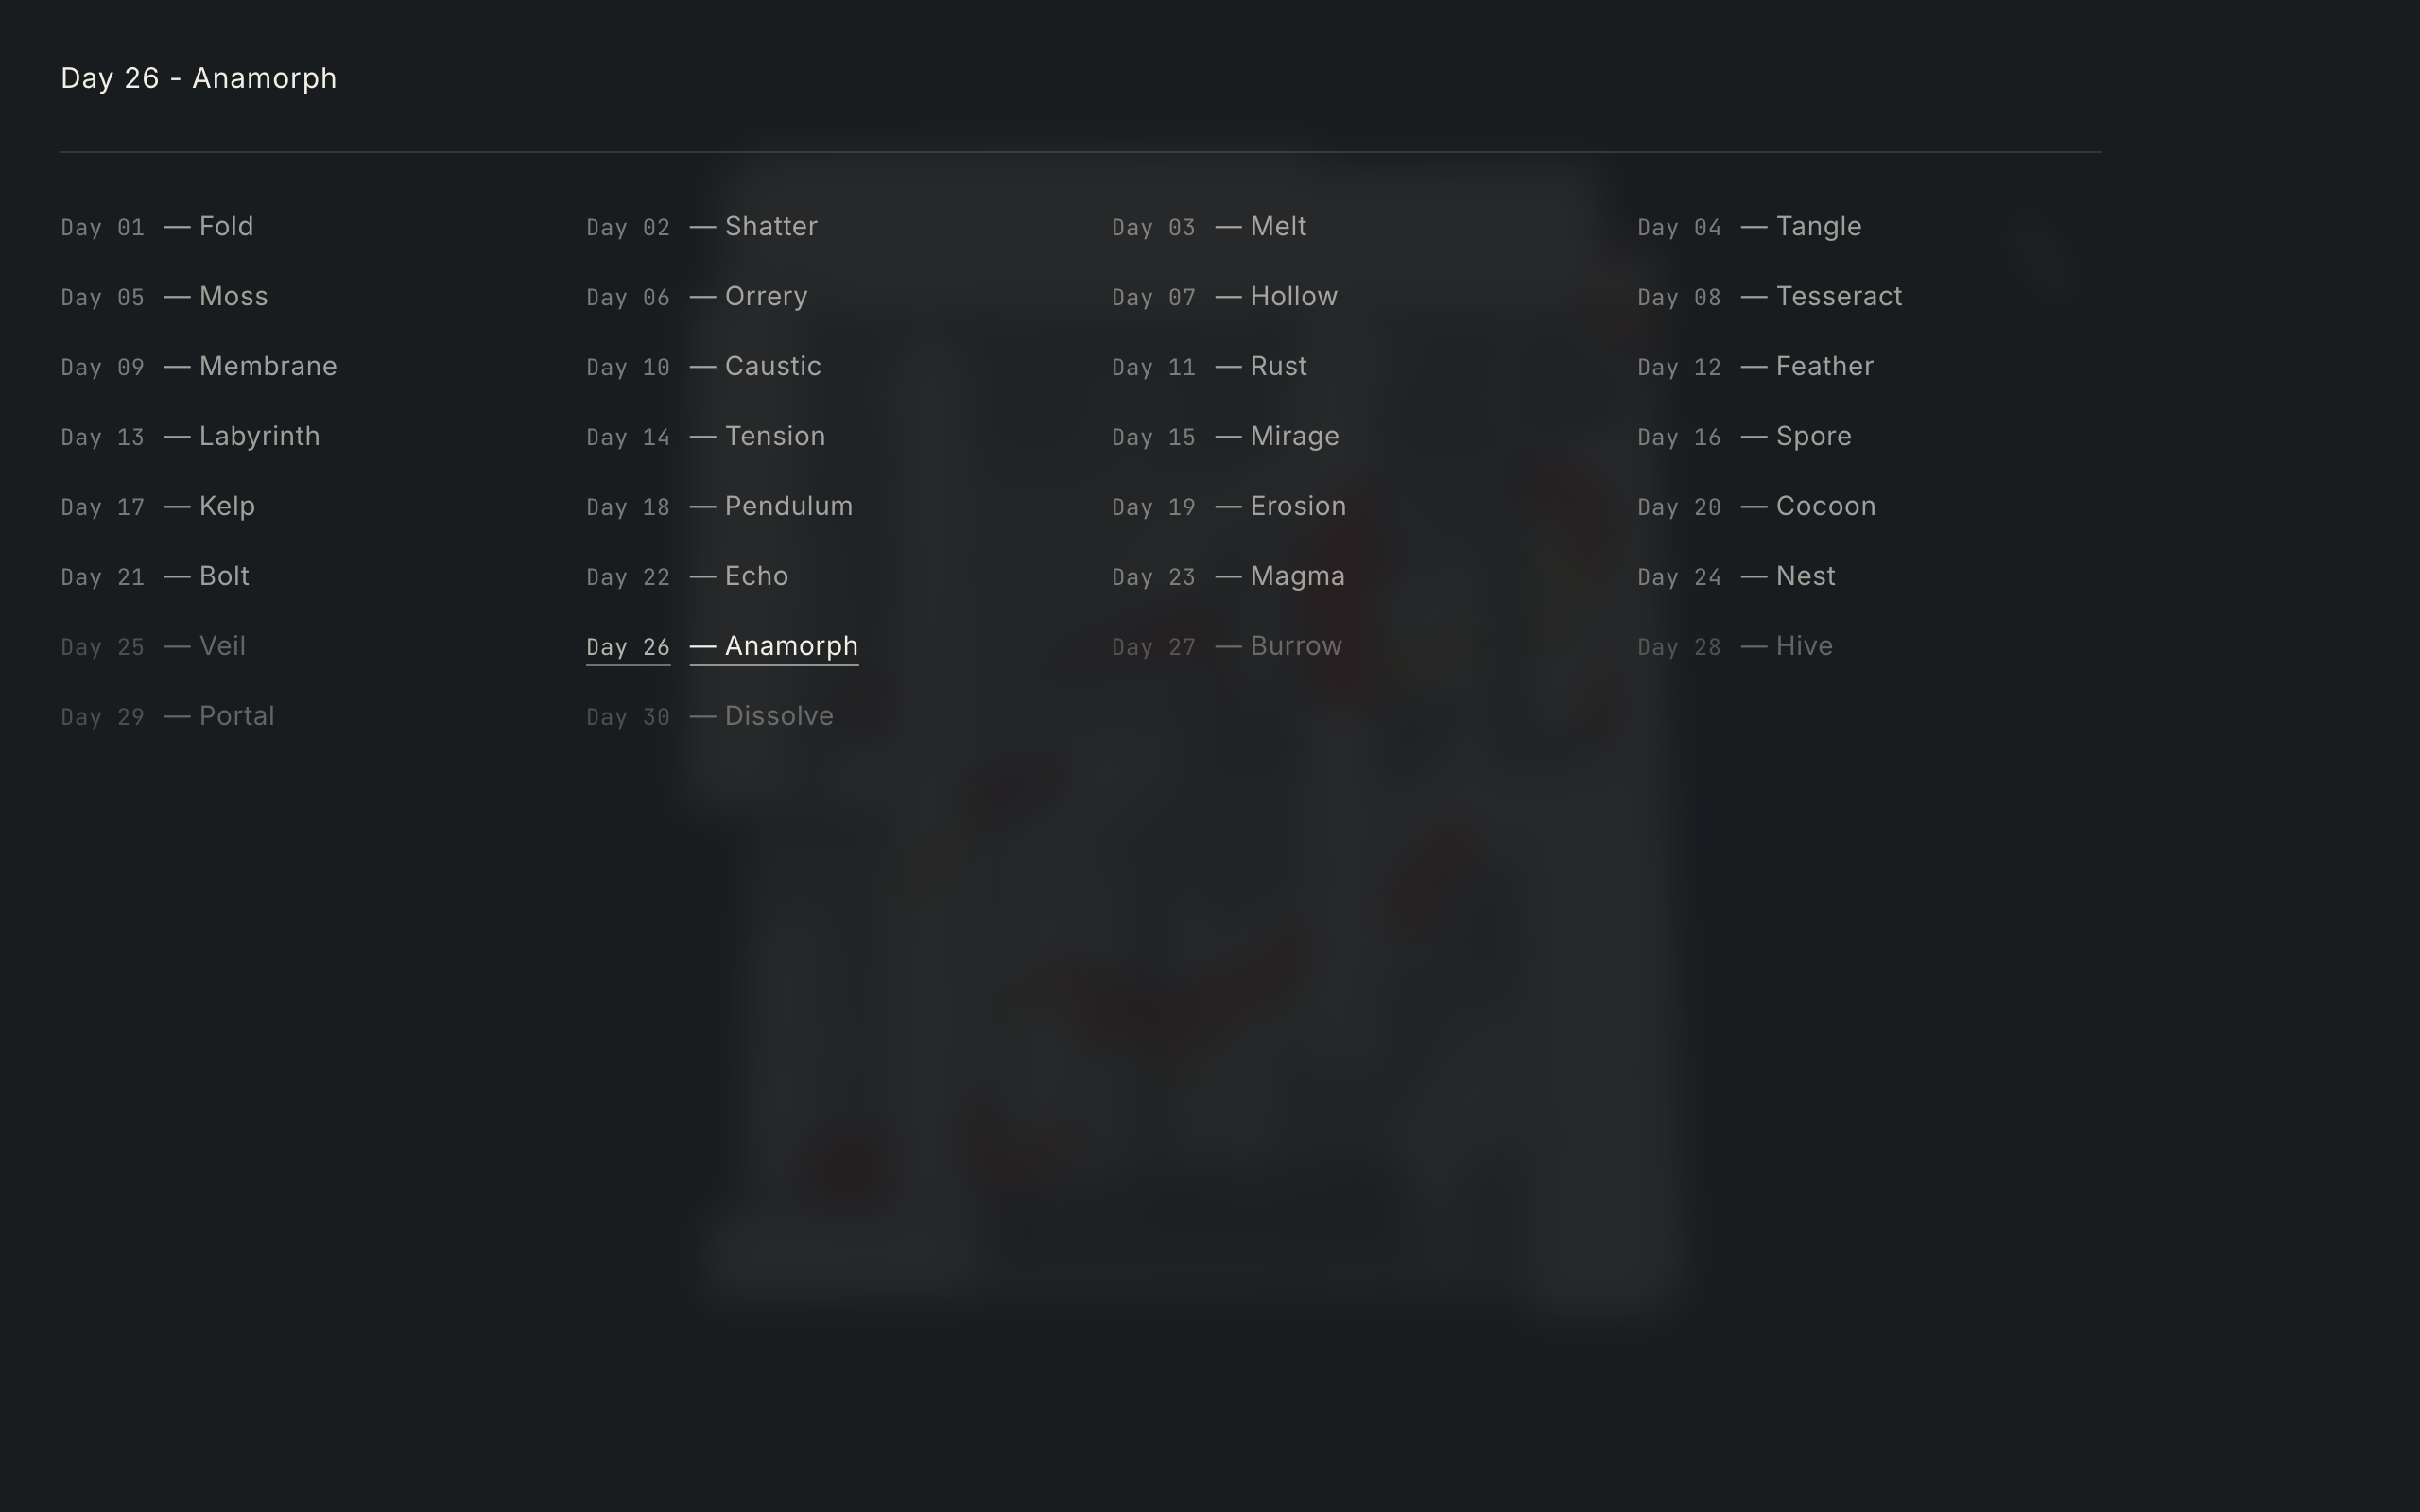 Day 26 - Anamorph
Day 01 — Fold
Day 02 — Shatter
Day 03 — Melt
Day 04 — Tangle
Day 05 — Moss
Day 06 — Orrery
Day 07 — Hollow
Day 08 — Tesseract
Day 09 — Membrane
Day 10 — Caustic
Day 11 — Rust
Day 12 — Feather
Day 13 — Labyrinth
Day 14 — Tension
Day 15 — Mirage
Day 16 — Spore
Day 17 — Kelp
Day 18 — Pendulum
Day 19 — Erosion
Day 20 — Cocoon
Day 21 — Bolt
Day 22 — Echo
Day 23 — Magma
Day 24 — Nest
Day 25 — Veil
Day 26 — Anamorph
Day 27 — Burrow
Day 28 — Hive
Day 29 — Portal
Day 30 — Dissolve